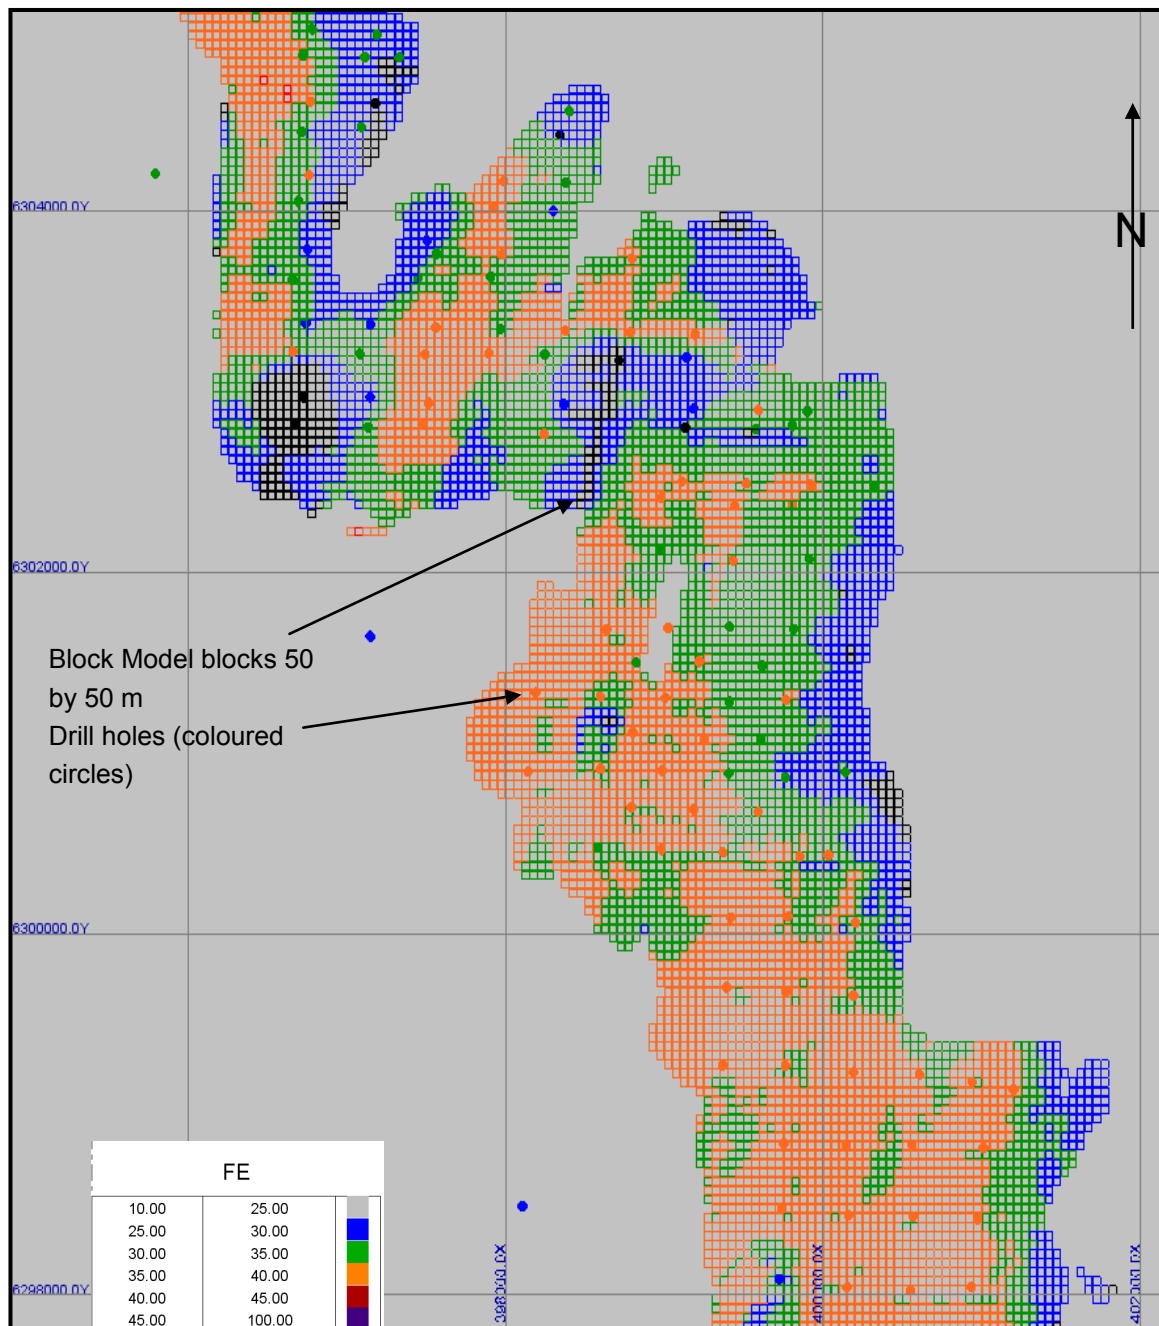 N
6304000.0Y
6302000.0Y
Block Model blocks 50
by 50 m
Drill holes (coloured
circles)
6300000.0Y
FE
10.00 25.00
25.00 30.00
30.00 35.00
35.00 40.00
40.00 45.00
45.00 100.00
6298000.0Y
398000.0X
400000.0X
402000.0X